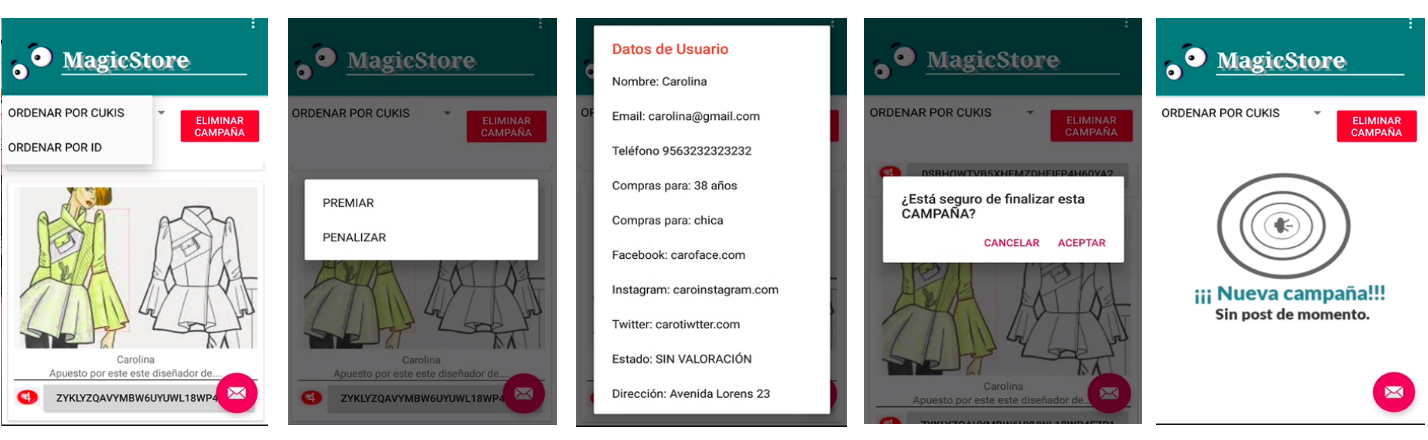 MagicStore
ORDENAR POR CUKIS
ORDENAR POR ID
ELIMINAR
CAMPAÑA
Carolina
Apuesto por este este diseñador de....
4
ZYKLYZQAVYMBW6UYUWL18WP4
MagicStore
ORDENAR POR CUKIS
ELIMINAR
CAMPAÑA
PREMIAR
PENALIZAR
Carolina
Apuesto por este este diseñador de....
4
ZYKLYZQAVYMBW6UYUWL18WP4
Datos de Usuario
Nombre: Carolina
Email: carolina@gmail.com
Teléfono 9563232323232
Compras para: 38 años
Compras para: chica
Facebook: caroface.com
Instagram: caroinstagram.com
Twitter: carotiwtter.com
Estado: SIN VALORACIÓN
Dirección: Avenida Lorens 23
MagicStore
ORDENAR POR CUKIS
ELIMINAR
CAMPAÑA
¿Está seguro de finalizar esta
CAMPAÑA?
CANCELAR ACEPTAR
Carolina
Apuesto por este este diseñador de....
MagicStore
ORDENAR POR CUKIS
ELIMINAR
CAMPAÑA
¡¡¡ Nueva campaña!!!
Sin post de momento.